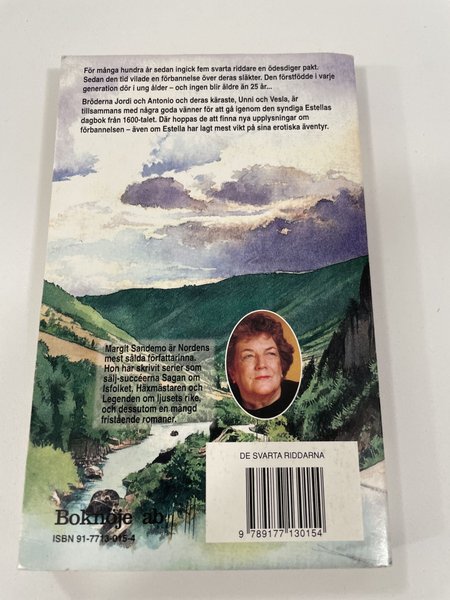 För många hundra år sedan ingick fem svarta riddare en ödesdiger pakt.
Sedan den tid vilade en förbannelse över deras släkter. Den förstfödde i varje
generation dör i ung ålder – och ingen blir äldre än 25 år...
Bröderna Jordi och Antonio och deras käraste, Unni och Vesla, är
tillsammans med några goda vänner för att gå igenom den syndiga Estellas
dagbok från 1600-talet. Där hoppas de att finna nya upplysningar om
förbannelsen – även om Estella har lagt mest vikt på sina erotiska äventyr.
Margit Sandemo är Nordens
mest sålda författarinna.
Hon har skrivit serier som
sälj-succéerna Sagan om
Isfolket, Häxmästaren och
Legenden om ljusets rike,
och dessutom en mängd
fristående romaner.
DE SVARTA RIDDARNA
9 789177 130154
Boknöje ab
ISBN 91-7713-015-4